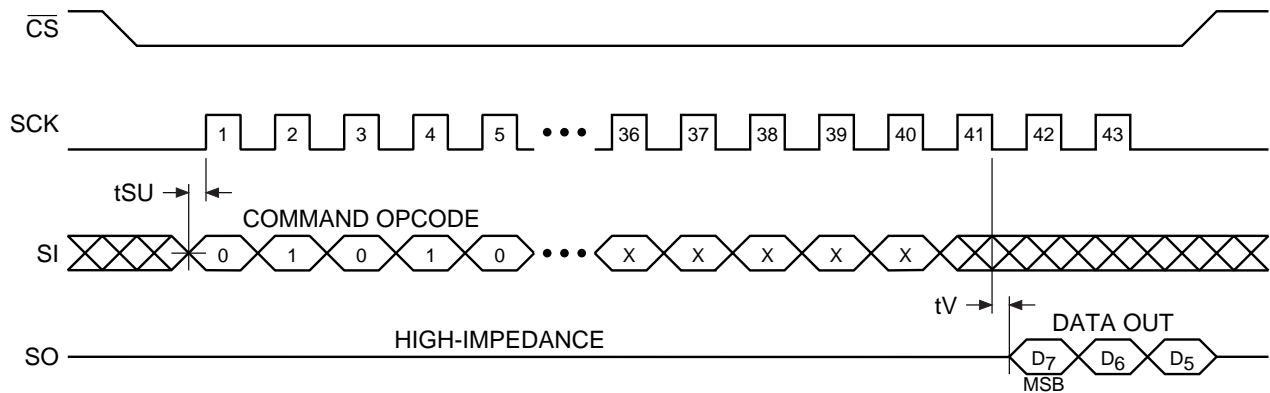 CS
SCK
1 2 3 4 5 ••• 36 37 38 39 40 41 42 43
tSU
COMMAND OPCODE
SI
0 1 0 1 0 ••• X X X X X
tV
HIGH-IMPEDANCE
DATA OUT
SO
D7 D6 D5
MSB